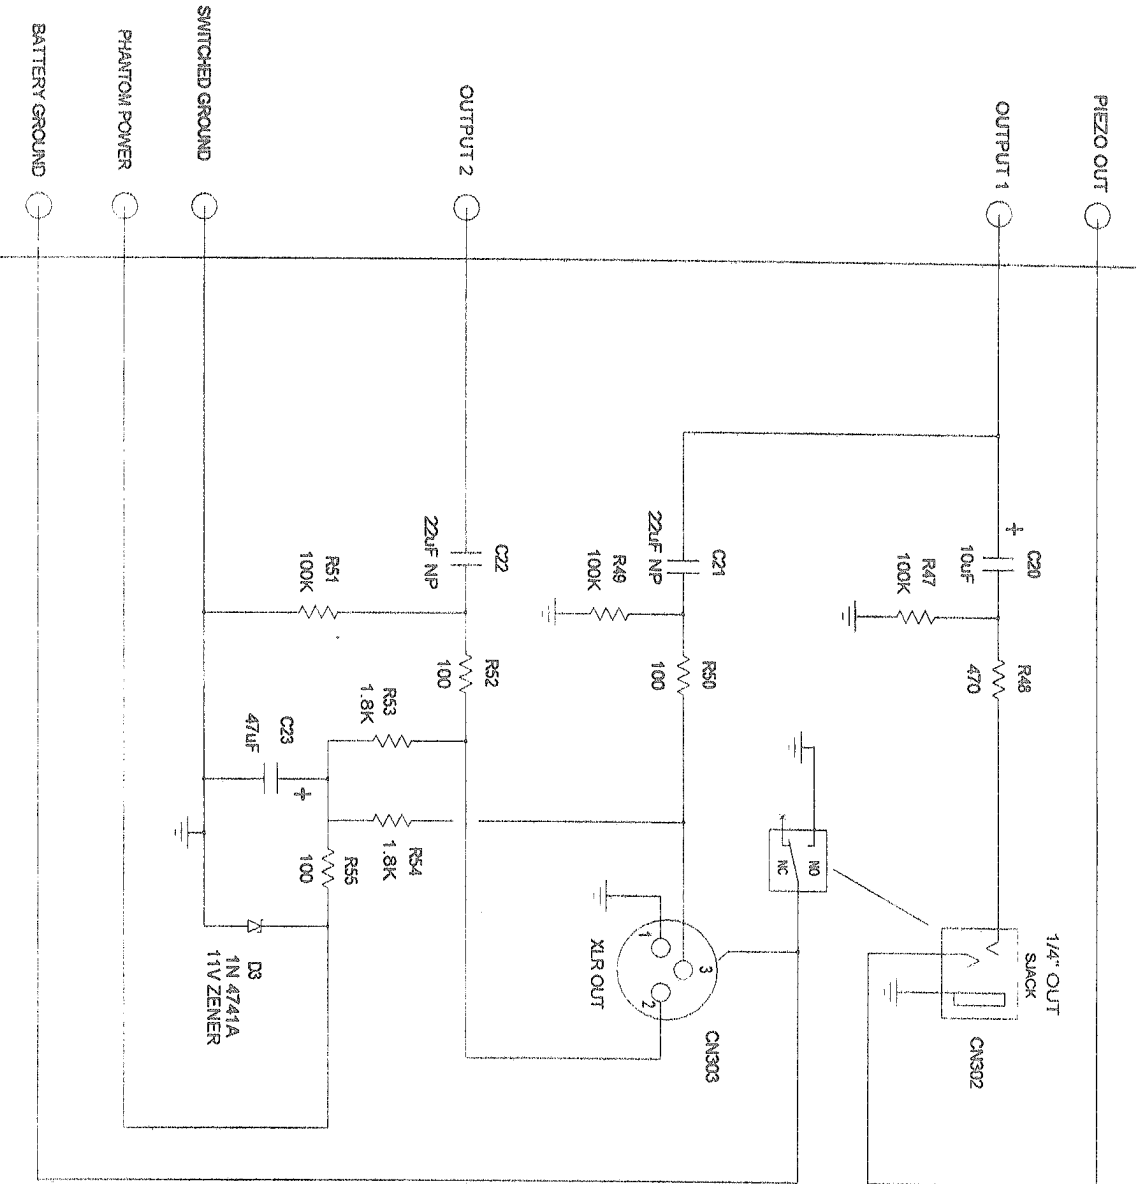 PIEZO OUT
OUTPUT 1
OUTPUT 2
SWITCHED GROUND
PHANTOM POWER
BATTERY GROUND
+
C20
10uF
R47
100K
R48
470
C21
22uF NP
R49
100K
R50
100
C22
22uF NP
R51
100K
R52
100
R53
1.8K
R54
1.8K
C23
47uF
+
R55
100
D3
1N 4741A
11V ZENER
NO
NC
1/4" OUT
SJACK
CN302
1
3
2
XLR OUT
CN303